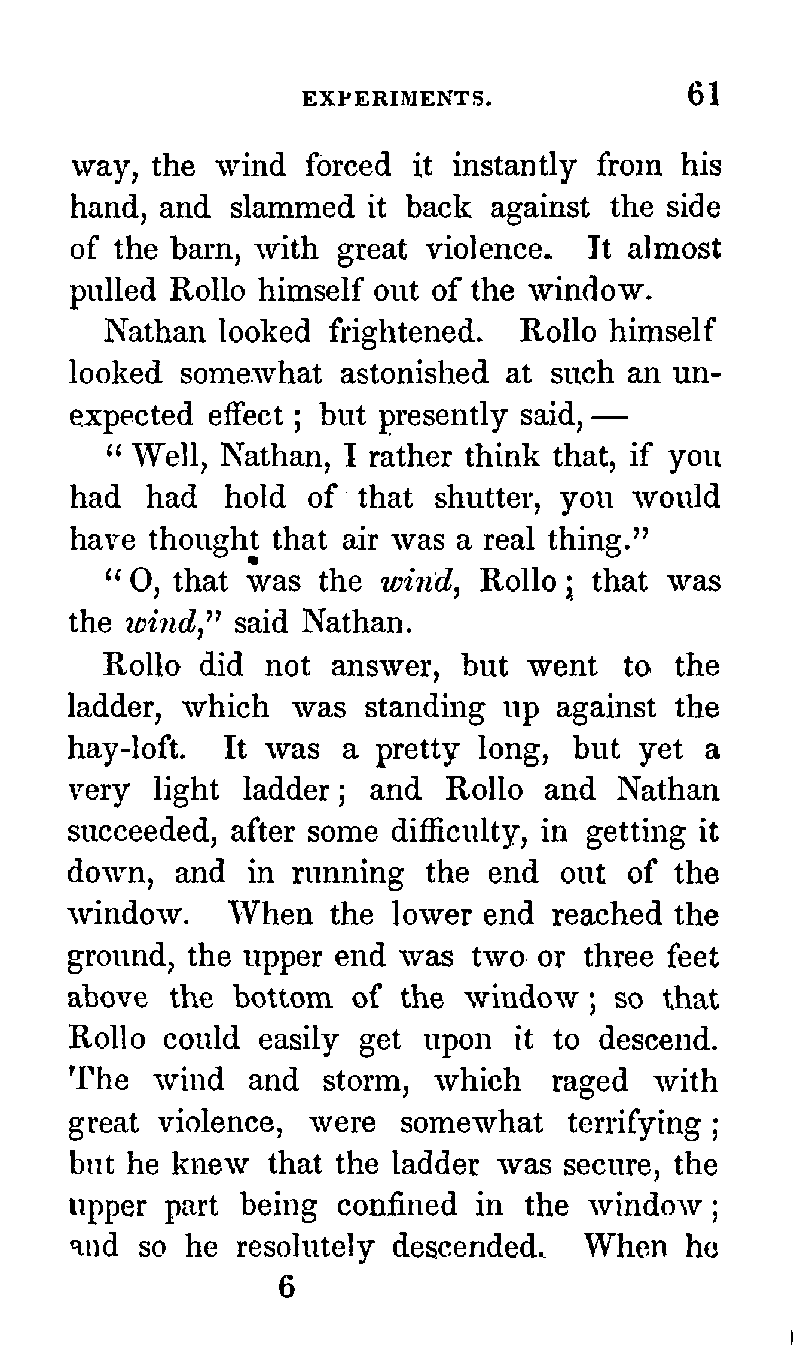 EXPERIMENTS. 61
way, the wind forced it instantly from his
hand, and slammed it back against the side
of the barn, with great violence. It almost
pulled Rollo himself out of the window.
Nathan looked frightened. Rollo himself
looked somewhat astonished at such an un-
expected effect ; but presently said, —
“ Well, Nathan, I rather think that, if you
had had hold of that shutter, you would
have thought that air was a real thing.”
“ O, that was the wind, Rollo ; that was
the wind,” said Nathan.
Rollo did not answer, but went to the
ladder, which was standing up against the
hay-loft. It was a pretty long, but yet a
very light ladder ; and Rollo and Nathan
succeeded, after some difficulty, in getting it
down, and in running the end out of the
window. When the lower end reached the
ground, the upper end was two or three feet
above the bottom of the window ; so that
Rollo could easily get upon it to descend.
The wind and storm, which raged with
great violence, were somewhat terrifying ;
but he knew that the ladder was secure, the
upper part being confined in the window ;
and so he resolutely descended. When he
6